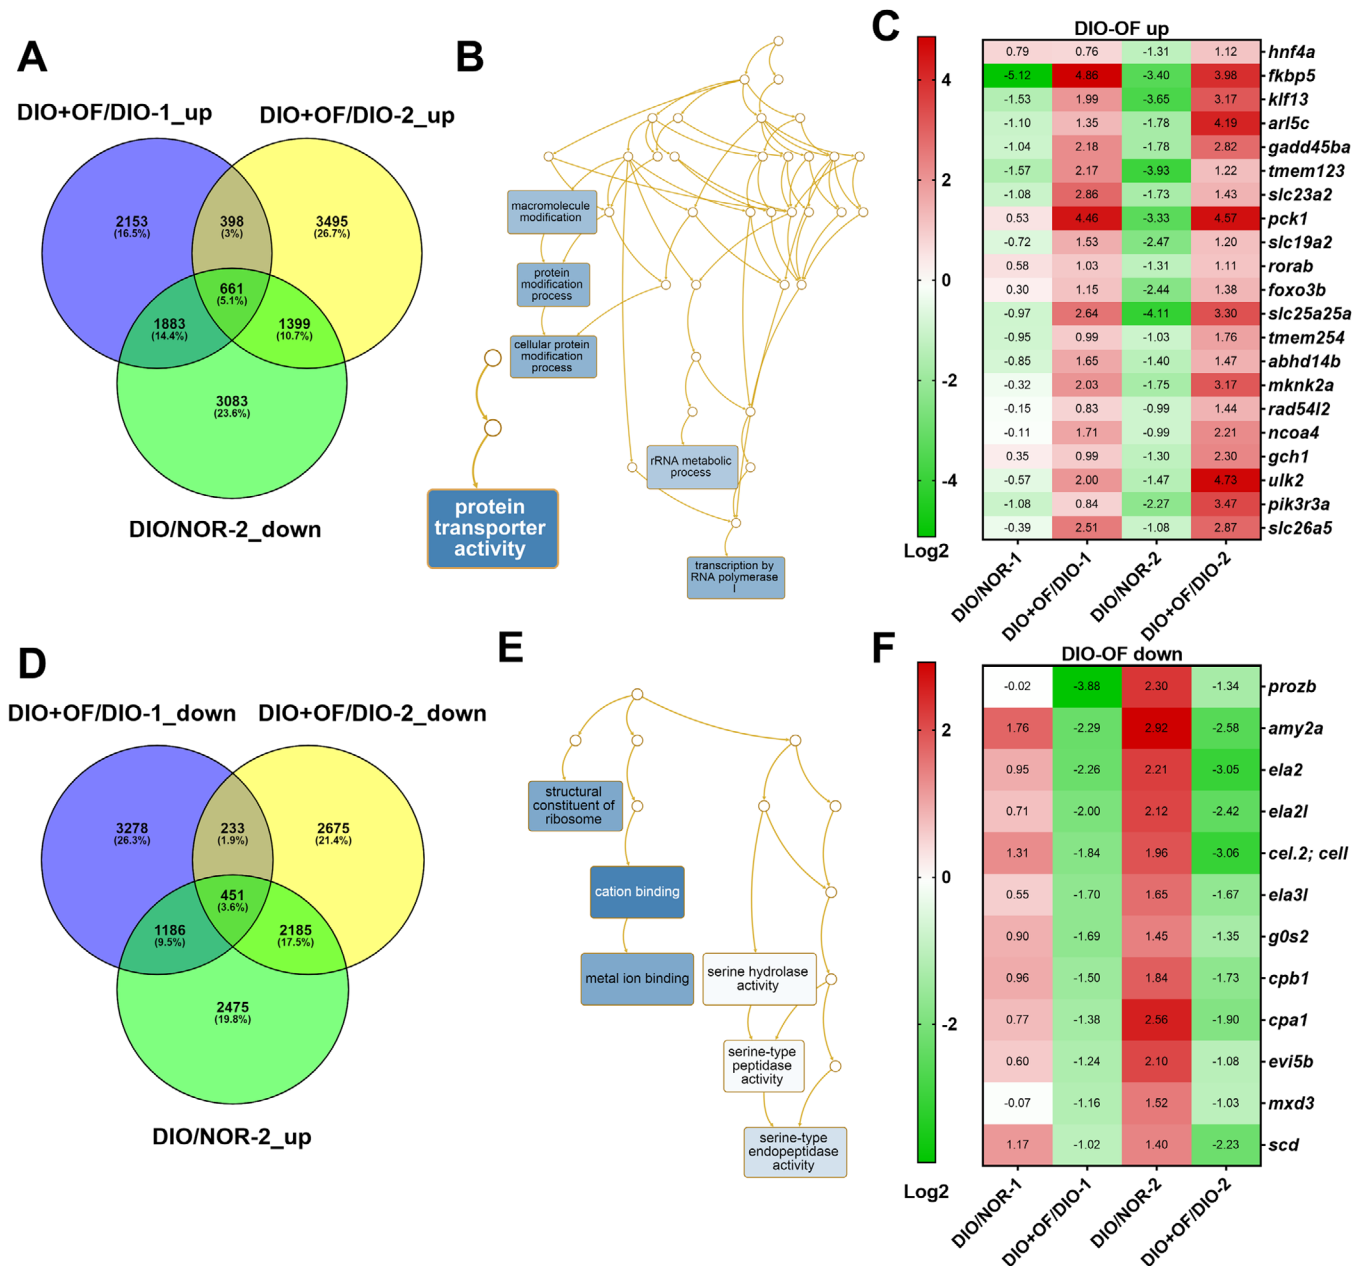 A
DIO+OF/DIO-1_up
DIO+OF/DIO-2_up
2153
(16.5%)
398
(3%)
3495
(26.7%)
661
(5.1%)
1883
(14.4%)
1399
(10.7%)
3083
(23.6%)
DIO/NOR-2_down
B
macromolecule
modification
protein
modification
process
cellular protein
modification
process
protein
transporter
activity
rRNA metabolic
process
transcription by
RNA polymerase
I
C
DIO-OF up
4
2
0
-2
-4
Log2
0.79 0.76 -1.31 1.12 hnf4a
-5.12 4.86 -3.40 3.98 fkbp5
-1.53 1.99 -3.65 3.17 klf13
-1.10 1.35 -1.78 4.19 arl5c
-1.04 2.18 -1.78 2.82 gadd45ba
-1.57 2.17 -3.93 1.22 tmem123
-1.08 2.86 -1.73 1.43 slc23a2
0.53 4.46 -3.33 4.57 pck1
-0.72 1.53 -2.47 1.20 slc19a2
0.58 1.03 -1.31 1.11 rorab
0.30 1.15 -2.44 1.38 foxo3b
-0.97 2.64 -4.11 3.30 slc25a25a
-0.95 0.99 -1.03 1.76 tmem254
-0.85 1.65 -1.40 1.47 abhd14b
-0.32 2.03 -1.75 3.17 mknk2a
-0.15 0.83 -0.99 1.44 rad54l2
-0.11 1.71 -0.99 2.21 ncoa4
0.35 0.99 -1.30 2.30 gch1
-0.57 2.00 -1.47 4.73 ulk2
-1.08 0.84 -2.27 3.47 pik3r3a
-0.39 2.51 -1.08 2.87 slc26a5
DIO/NOR-1
DIO+OF/DIO-1
DIO/NOR-2
DIO+OF/DIO-2
D
DIO+OF/DIO-1_down
DIO+OF/DIO-2_down
3278
(26.3%)
233
(1.9%)
2675
(21.4%)
451
(3.6%)
1186
(9.5%)
2185
(17.5%)
2475
(19.8%)
DIO/NOR-2_up
E
structural
constituent of
ribosome
cation binding
metal ion binding
serine hydrolase
activity
serine-type
peptidase
activity
serine-type
endopeptidase
activity
F
DIO-OF down
2
0
-2
Log2
-0.02 -3.88 2.30 -1.34 prozb
1.76 -2.29 2.92 -2.58 amy2a
0.95 -2.26 2.21 -3.05 ela2
0.71 -2.00 2.12 -2.42 ela2l
1.31 -1.84 1.96 -3.06 cel.2; cell
0.55 -1.70 1.65 -1.67 ela3l
0.90 -1.69 1.45 -1.35 g0s2
0.96 -1.50 1.84 -1.73 cpb1
0.77 -1.38 2.56 -1.90 cpa1
0.60 -1.24 2.10 -1.08 evi5b
-0.07 -1.16 1.52 -1.03 mxd3
1.17 -1.02 1.40 -2.23 scd
DIO/NOR-1
DIO+OF/DIO-1
DIO/NOR-2
DIO+OF/DIO-2